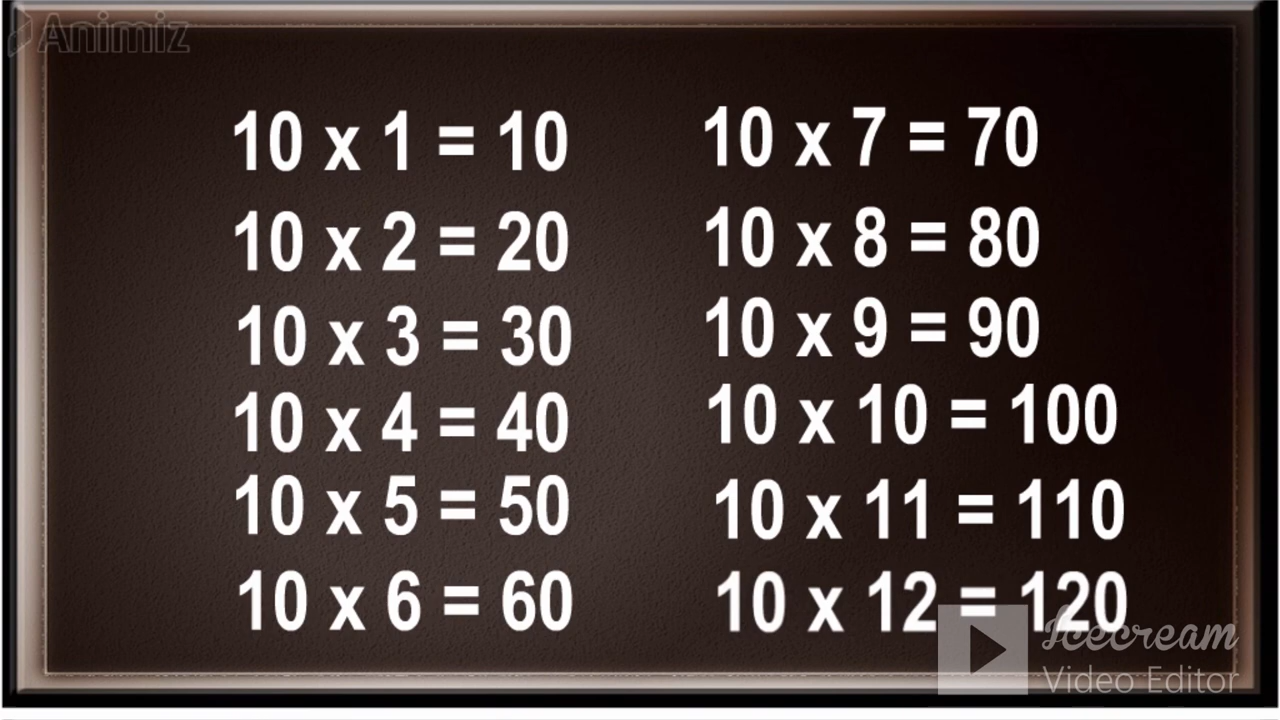 Animiz
10 x 1 = 10
10 x 2 = 20
10 x 3 = 30
10 x 4 = 40
10 x 5 = 50
10 x 6 = 60
10 x 7 = 70
10 x 8 = 80
10 x 9 = 90
10 x 10 = 100
10 x 11 = 110
10 x 12 = 120
Icecream
Video Editor